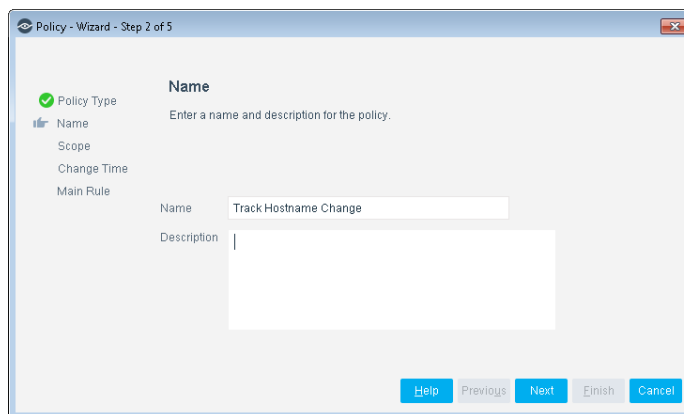 Policy - Wizard - Step 2 of 5
Policy Type
Name
Scope
Change Time
Main Rule
Name
Enter a name and description for the policy.
Name Track Hostname Change
Description
Help Previous Next Finish Cancel